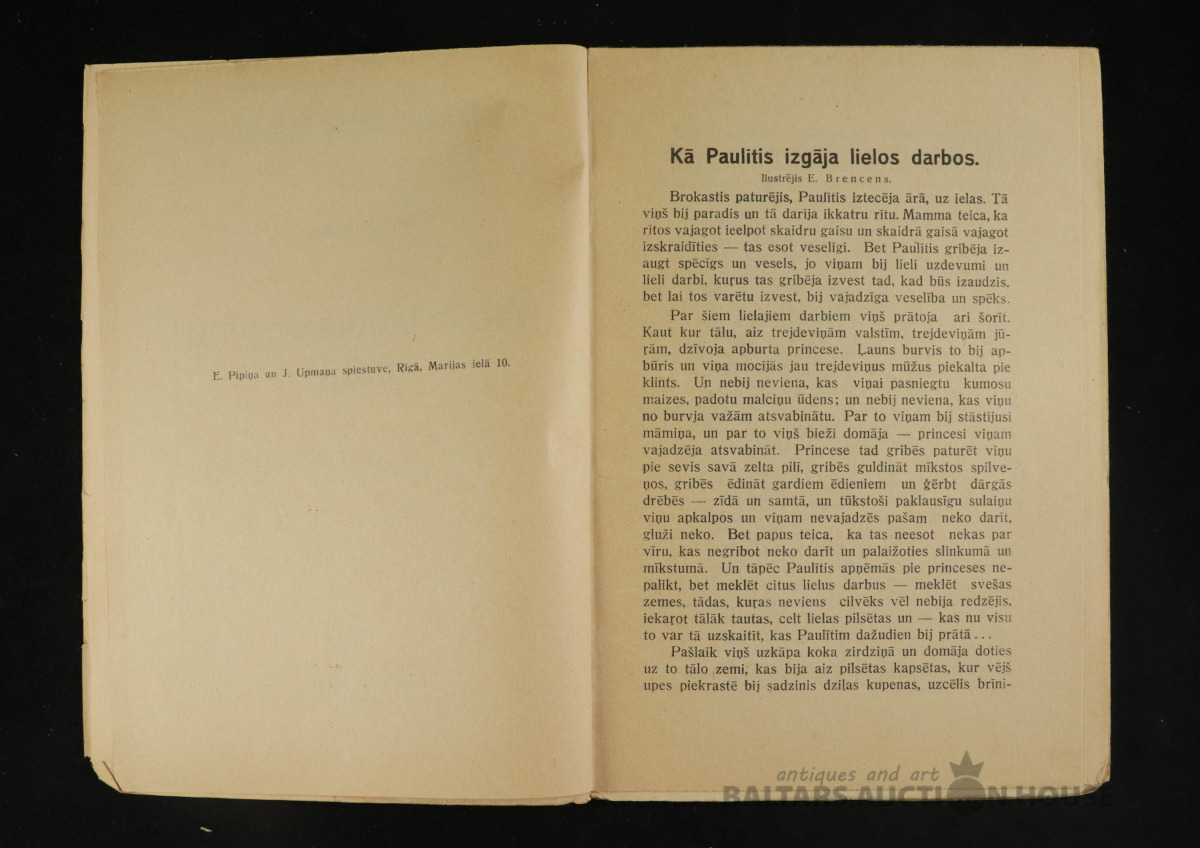 E. Pipiņa un J. Upmaņa spiestuve, Rīgā, Marijas ielā 10.
Kā Paulītis izgāja lielos darbos.
Ilustrējis E. Brencens.
Brokastis paturējis, Paulītis iztecēja ārā, uz ielas. Tā
viņš bij paradis un tā darīja ikkatru rītu. Mamma teica, ka
rītos vajagot ieelpot skaidru gaisu un skaidrā gaisā vajagot
izskraidīties — tas esot veselīgi. Bet Paulītis gribēja iz-
augt spēcīgs un vesels, jo viņam bij lieli uzdevumi un
lieli darbi, kuŗus tas gribēja izvest tad, kad būs izaudzis,
bet lai tos varētu izvest, bij vajadzīga veselība un spēks.
Par šiem lielajiem darbiem viņš prātoja ari šorīt.
Kaut kur tālu, aiz trejdeviņām valstīm, trejdeviņām jū-
ŗām, dzīvoja apburta princese. Ļauns burvis to bij ap-
būris un viņa mocījās jau trejdeviņus mūžus piekalta pie
klints. Un nebij neviena, kas viņai pasniegtu kumosu
maizes, padotu malciņu ūdens; un nebij neviena, kas viņu
no burvja važām atsvabinātu. Par to viņam bij stāstījusi
māmiņa, un par to viņš bieži domāja — princesi viņam
vajadzēja atsvabināt. Princese tad gribēs paturēt viņu
pie sevis savā zelta pilī, gribēs guldināt mīkstos spilve-
ņos, gribēs ēdināt gardiem ēdieniem un ģērbt dārgās
drēbēs — zīdā un samtā, un tūkstoši paklausīgu sulaiņu
viņu apkalpos un viņam nevajadzēs pašam neko darīt,
gluži neko. Bet papus teica, ka tas neesot nekas par
vīru, kas negribot neko darīt un palaižoties slinkumā un
mīkstumā. Un tāpēc Paulītis apņēmās pie princeses ne-
palikt, bet meklēt citus lielus darbus — meklēt svešas
zemes, tādas, kuŗas neviens cilvēks vēl nebija redzējis,
iekaŗot tālāk tautas, celt lielas pilsētas un — kas nu visu
to var tā uzskaitīt, kas Paulītim dažudien bij prātā...
Pašlaik viņš uzkāpa koka zirdziņā un domāja doties
uz to tālo zemi, kas bija aiz pilsētas kapsētas, kur vējš
upes piekrastē bij sadzinis dziļas kupenas, uzcēlis brīni-
antiques and art
BALTARS AUCTION HOUSE